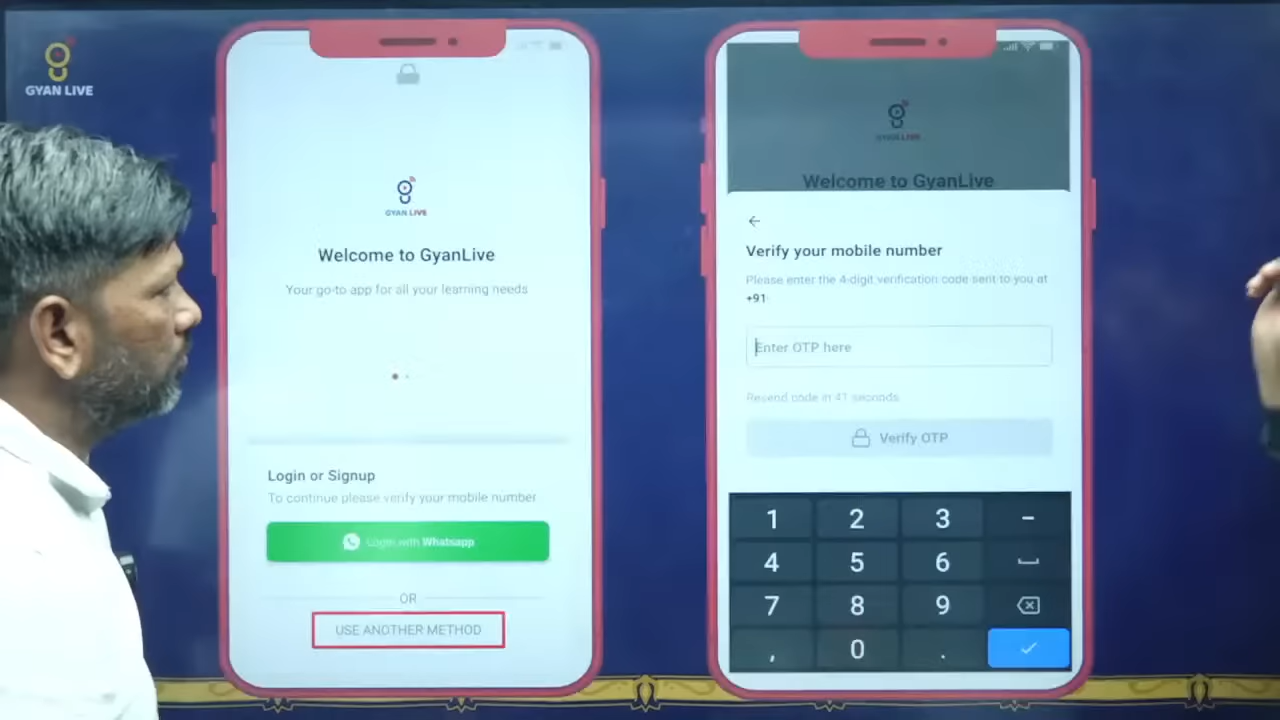 GYAN LIVE
GYAN LIVE
Welcome to GyanLive
Your go-to app for all your learning needs
Login or Signup
To continue please verify your mobile number
Login with Whatsapp
OR
USE ANOTHER METHOD
GYAN LIVE
Welcome to GyanLive
Verify your mobile number
Please enter the 4-digit verification code sent to you at
+91
Enter OTP here
Resend code in 41 seconds
Verify OTP
1 2 3 -
4 5 6
7 8 9
, 0 .